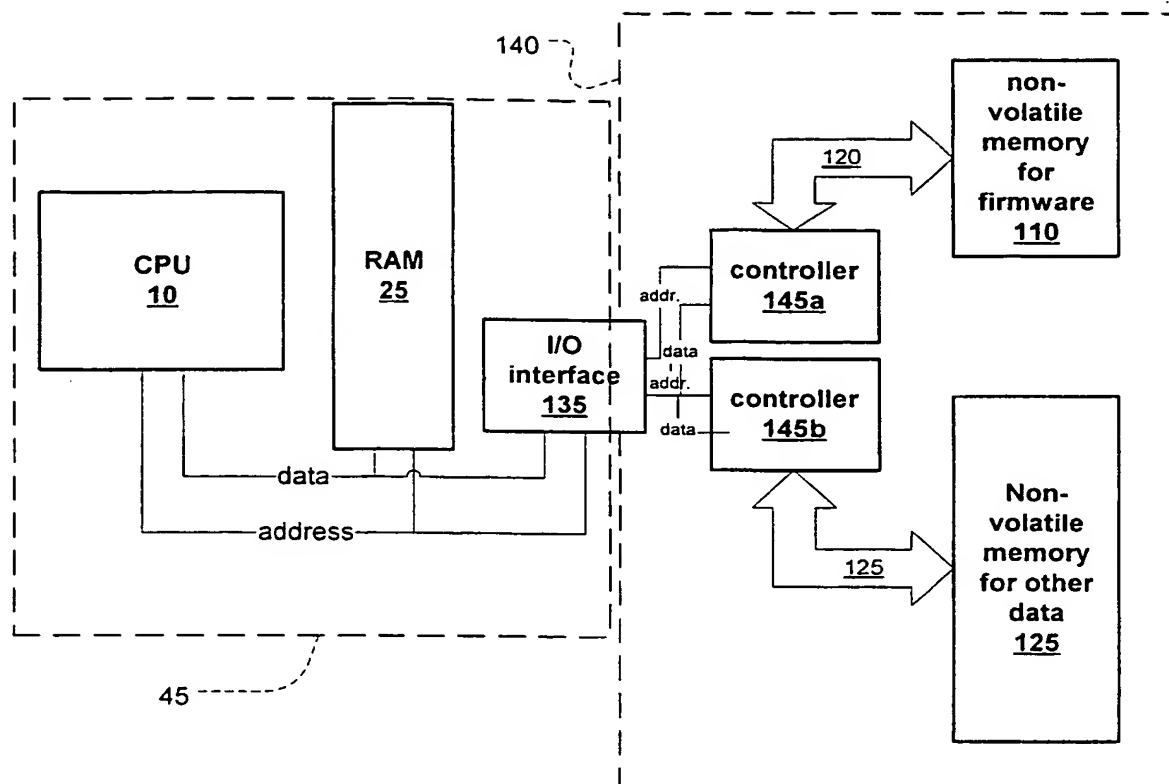 140
non-
volatile
memory
for
firmware
110
120
CPU
10
RAM
25
controller
145a
addr.
data
I/O
interface
135
addr.
controller
145b
data
data
address
125
Non-
volatile
memory
for other
data
125
45